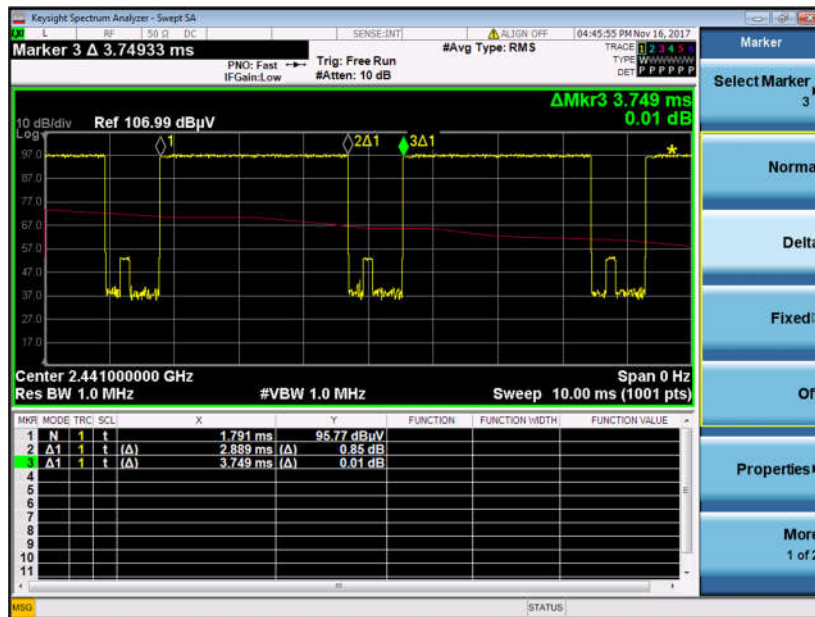 Keysight Spectrum Analyzer - Swept SA
LXI L RF 50 Ω DC SENSE:INT ALIGN OFF 04:45:55 PM Nov 16, 2017
Marker 3 Δ 3.74933 ms
#Avg Type: RMS
TRACE 1 2 3 4 5 6
PNO: Fast Trig: Free Run
TYPE W
IFGain:Low #Atten: 10 dB
DET P P P P P P
ΔMkr3 3.749 ms
10 dB/div Ref 106.99 dBµV 0.01 dB
Log
1 2Δ1 3Δ1 *
97.0
87.0
77.0
67.0
57.0
47.0
37.0
27.0
17.0
Center 2.441000000 GHz Span 0 Hz
Res BW 1.0 MHz #VBW 1.0 MHz Sweep 10.00 ms (1001 pts)
MKR MODE TRC SCL X Y FUNCTION FUNCTION WIDTH FUNCTION VALUE
1 N 1 t 1.791 ms 95.77 dBµV
2 Δ1 1 t (Δ) 2.889 ms (Δ) 0.85 dB
3 Δ1 1 t (Δ) 3.749 ms (Δ) 0.01 dB
4
5
6
7
8
9
10
11
MSG STATUS
Marker
Select Marker
3
Norma
Delta
Fixed
Of
Properties
More
1 of 2